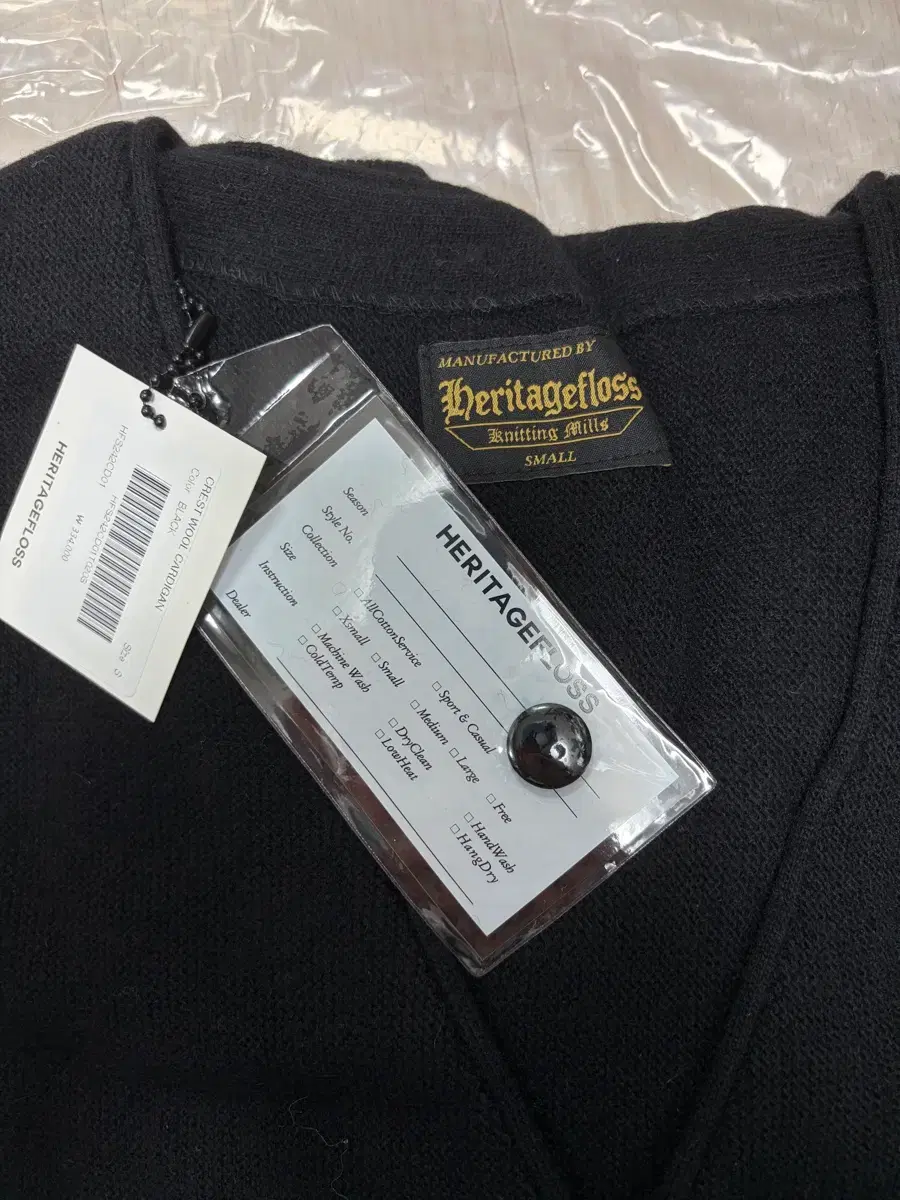 MANUFACTURED BY
Heritagefloss
Knitting Mills
SMALL
HERITAGEFLOSS
Season
Style No.
Collection
□ AllCottonService □ Sport & Casual
Size
□ Xsmall □ Small □ Medium □ Large □ Free
Instruction
□ Machine Wash □ DryClean □ HandWash
□ ColdTemp □ LowHeat □ HangDry
Dealer
CREST WOOL CARDIGAN
Color BLACK
Size S
₩ 334,000
HERITAGEFLOSS